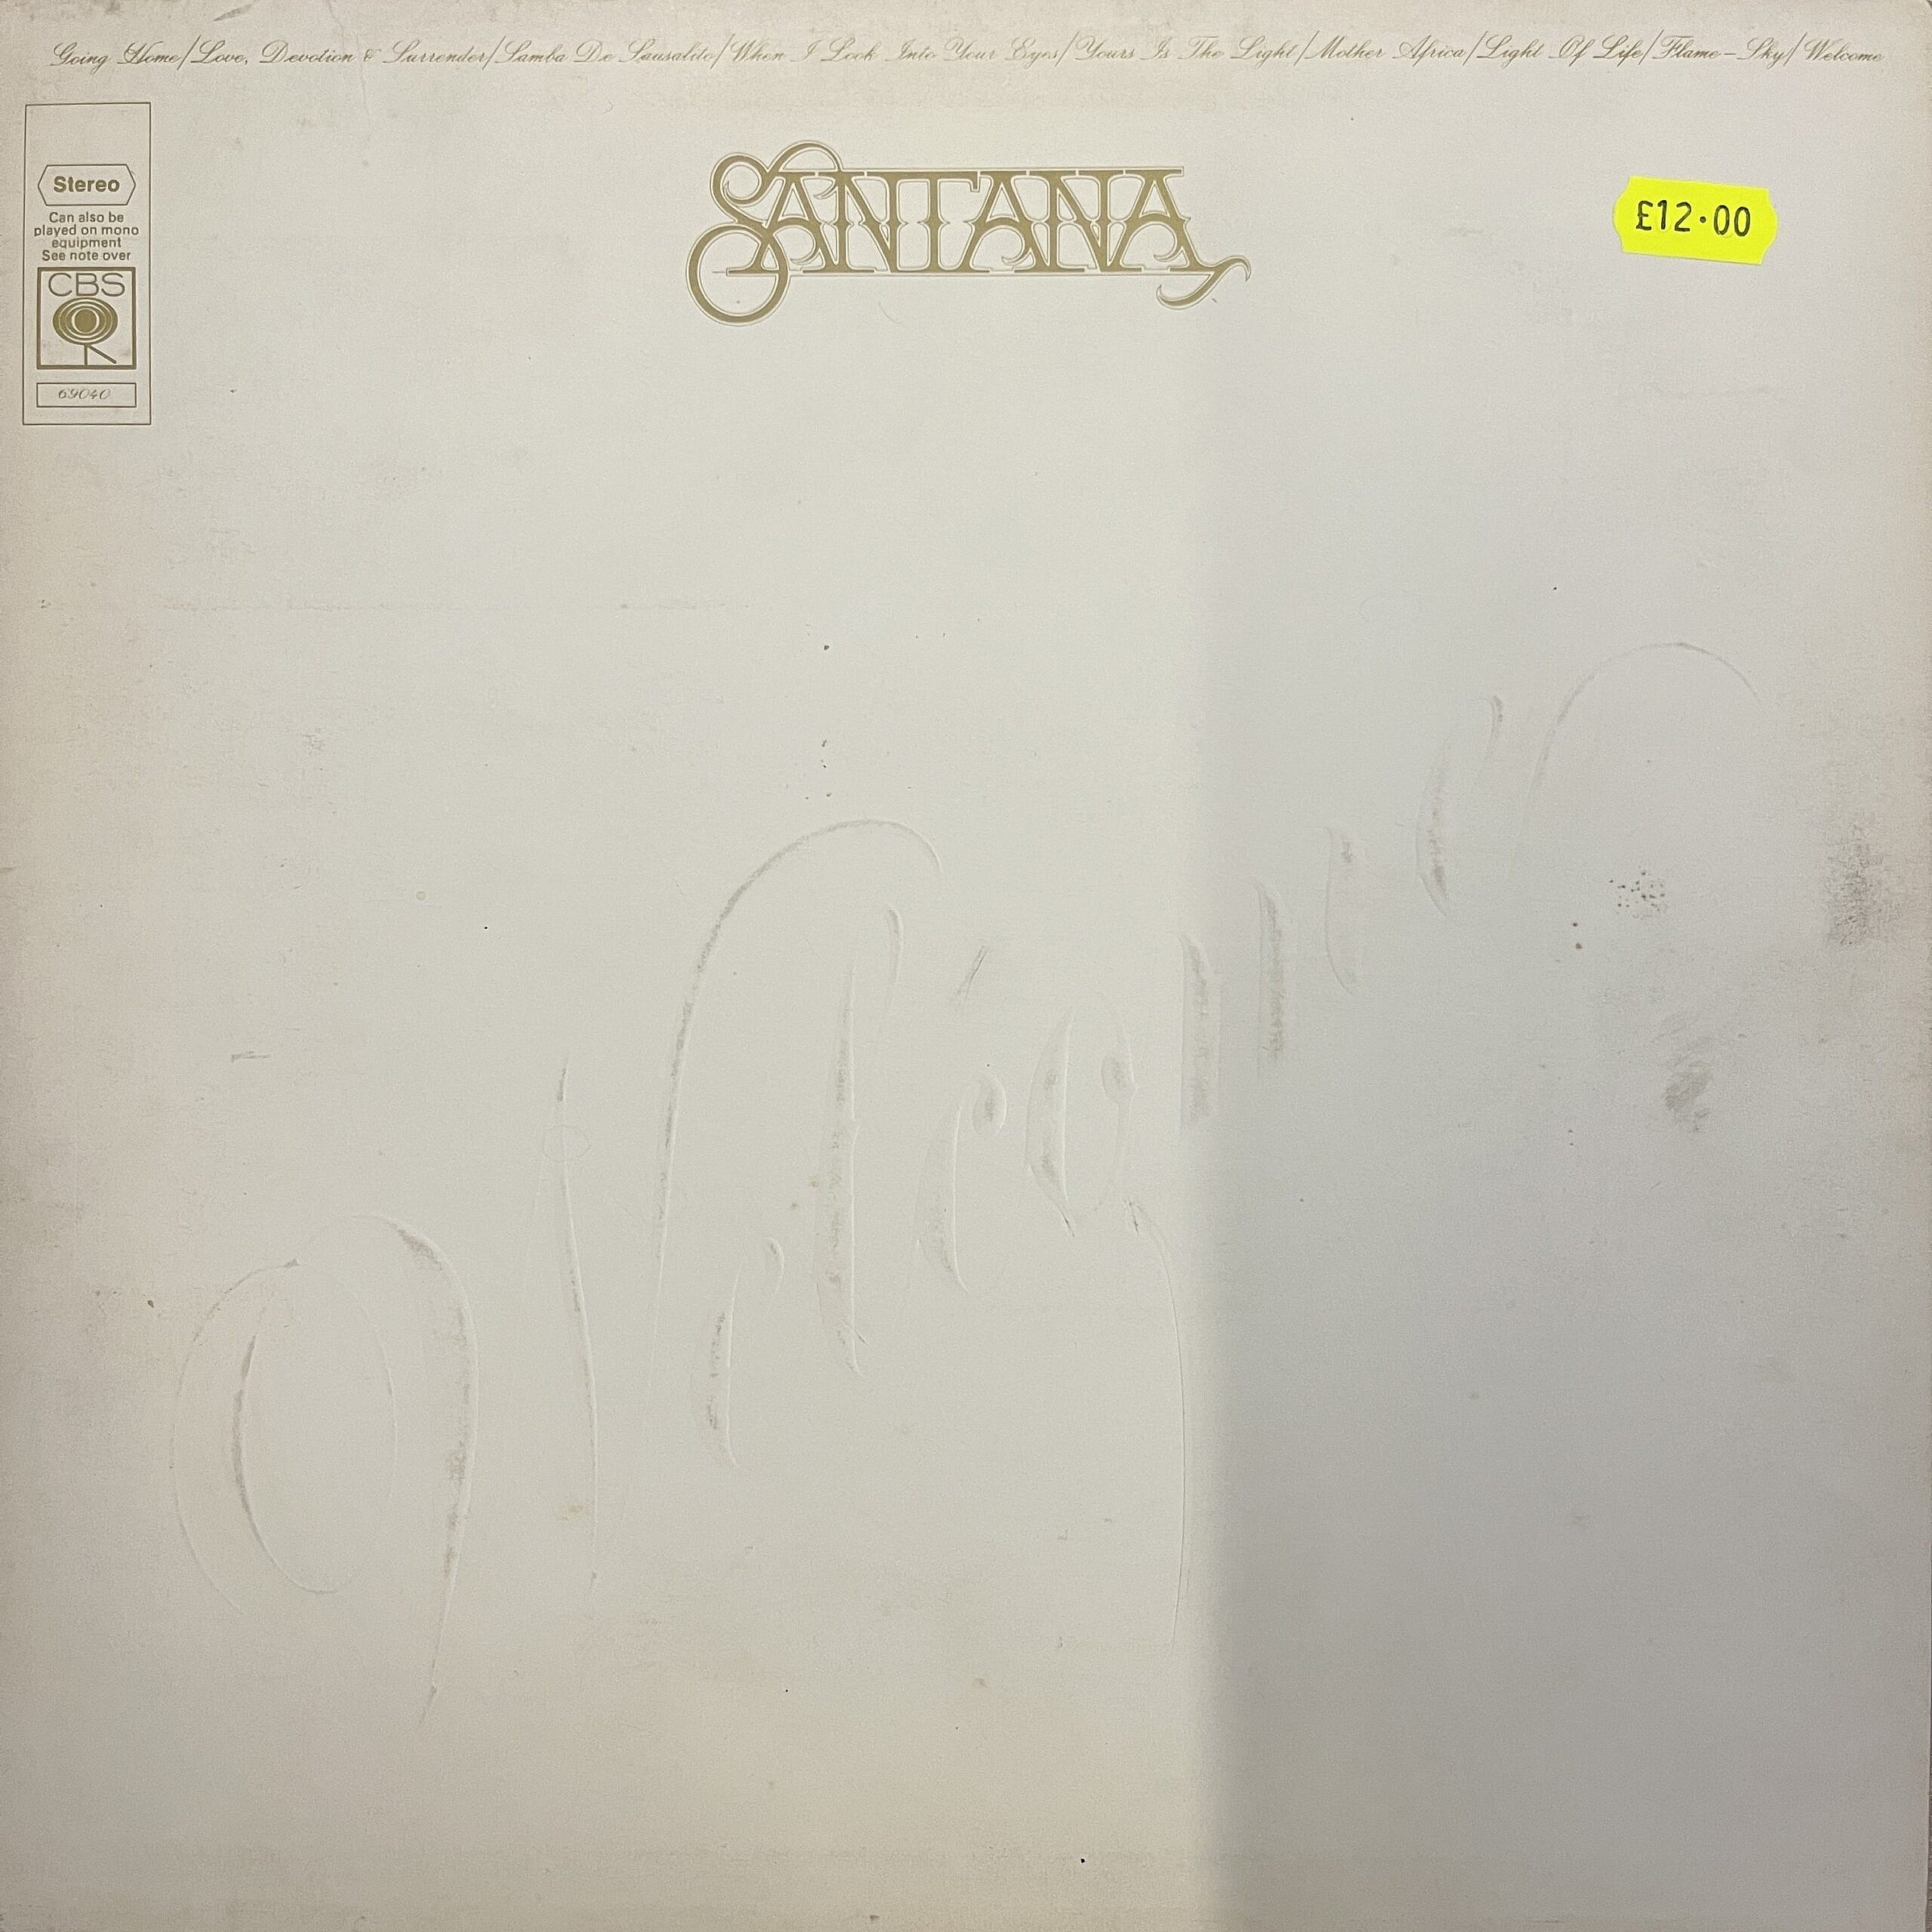 Going Home/Love, Devotion & Surrender/Samba De Sausalito/When I Look Into Your Eyes/Yours Is The Light/Mother Africa/Light Of Life/Flame-Sky/Welcome
SANTANA
£12.00
Stereo
Can also be
played on mono
equipment
See note over
CBS
69040
Welcome